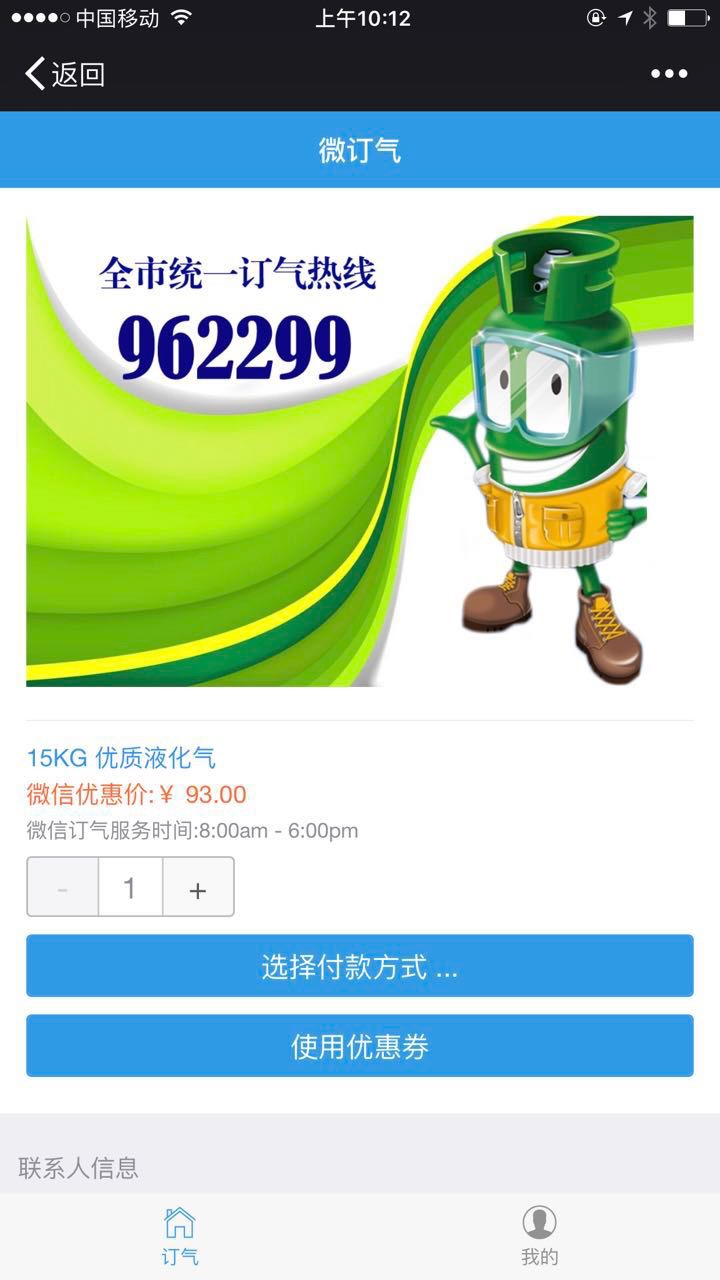 中国移动
上午10:12
返回
微订气
全市统一订气热线
962299
15KG 优质液化气
微信优惠价:¥ 93.00
微信订气服务时间:8:00am - 6:00pm
- 1 +
选择付款方式 ...
使用优惠券
联系人信息
订气
我的